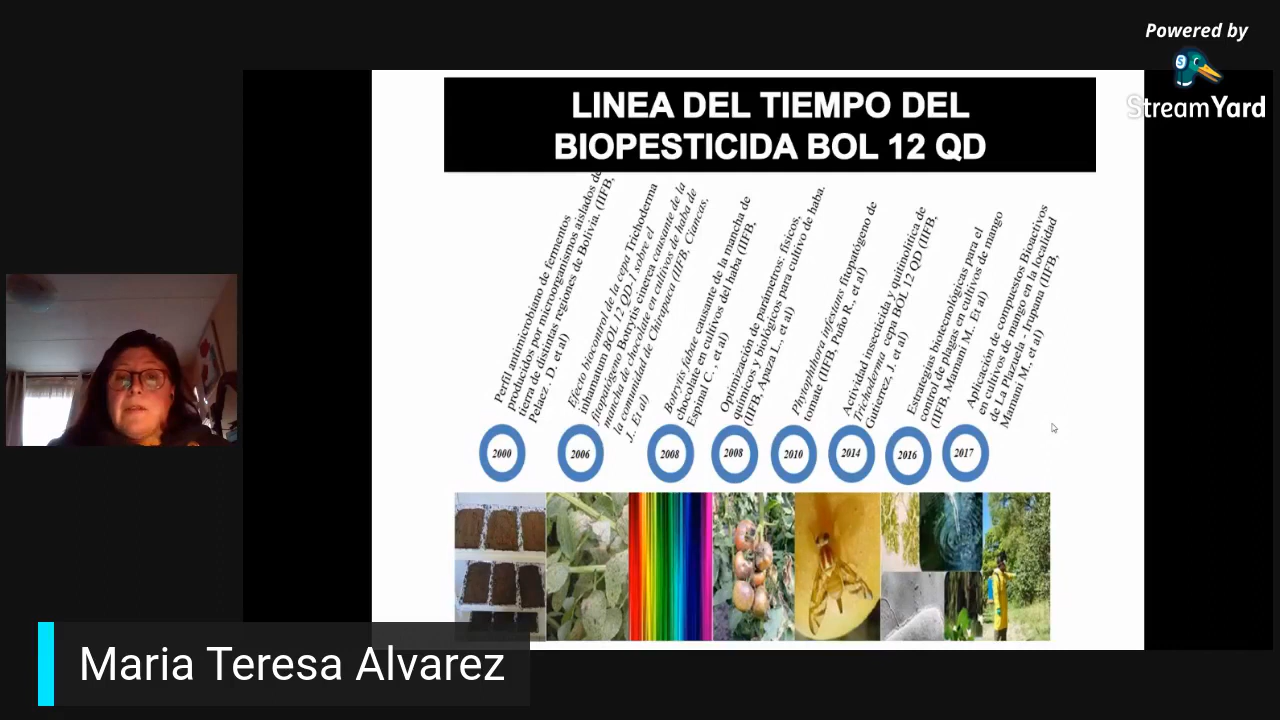 Powered by
StreamYard
LINEA DEL TIEMPO DEL
BIOPESTICIDA BOL 12 QD
Perfil antimicrobiano de fermentos
producidos por microorganismos aislados de
tierra de distintas regiones de Bolivia. (IIFB,
Pelaez . D. et al)
Efecto biocontrol de la cepa Trichoderma
inhamatum BOL 12 QD-1 sobre el
fitopatógeno Botrytis cinerea causante de la
mancha de chocolate en cultivos de haba de
la comunidad de Chirapaca (IIFB, Ciancas,
J.. Et al)
Botrytis fabae causante de la mancha de
chocolate en cultivos del haba (IIFB,
Espinal C., et al)
Optimización de parámetros: físicos,
químicos y biológicos para cultivo de haba.
(IIFB, Apaza L., et al)
Phytophthora infestans fitopatógeno de
tomate (IIFB, Paño R., et al)
Actividad insecticida y quitinolítica de
Trichoderma cepa BOL 12 QD (IIFB,
Gutierrez, J. et al)
Estrategias biotecnológicas para el
control de plagas en cultivos de mango
(IIFB, Mamani M.. Et al)
Aplicación de compuestos Bioactivos
en cultivos de mango en la localidad
de La Plazuela - Irupana (IIFB,
Mamani M.. et al)
2000
2006
2008
2008
2010
2014
2016
2017
Maria Teresa Alvarez